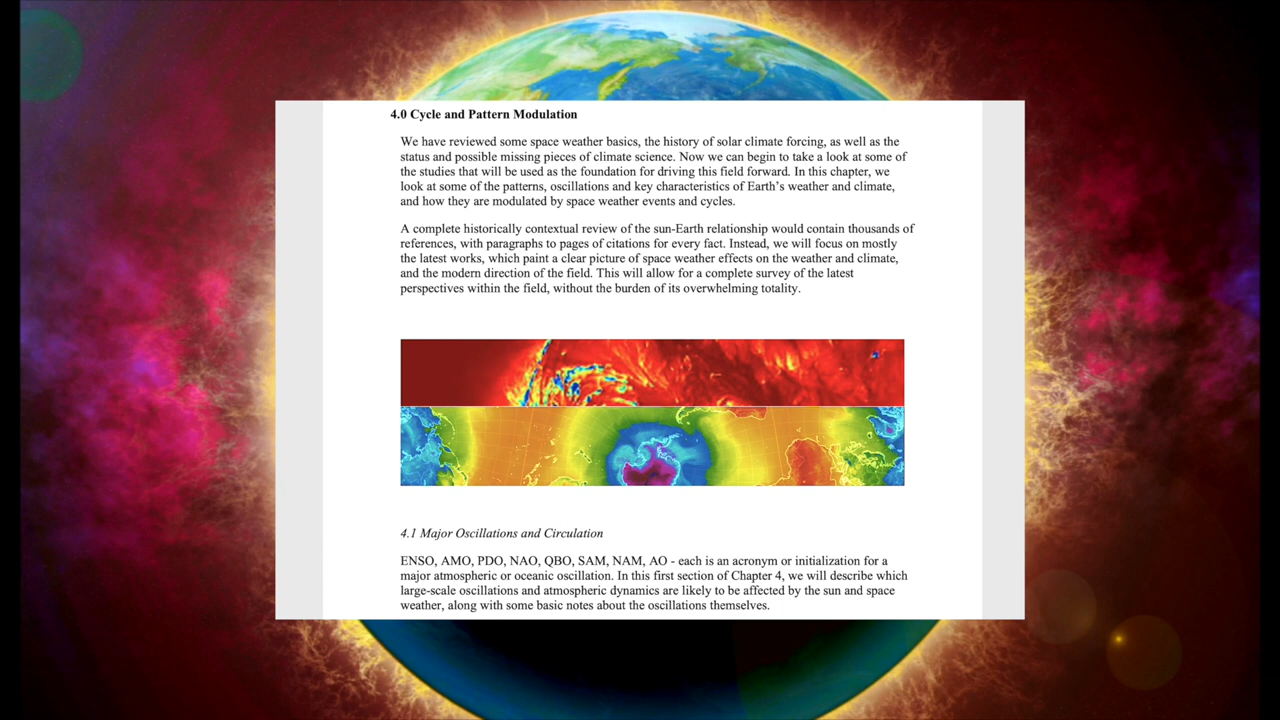 4.0 Cycle and Pattern Modulation
We have reviewed some space weather basics, the history of solar climate forcing, as well as the
status and possible missing pieces of climate science. Now we can begin to take a look at some of
the studies that will be used as the foundation for driving this field forward. In this chapter, we
look at some of the patterns, oscillations and key characteristics of Earth's weather and climate,
and how they are modulated by space weather events and cycles.
A complete historically contextual review of the sun-Earth relationship would contain thousands of
references, with paragraphs to pages of citations for every fact. Instead, we will focus on mostly
the latest works, which paint a clear picture of space weather effects on the weather and climate,
and the modern direction of the field. This will allow for a complete survey of the latest
perspectives within the field, without the burden of its overwhelming totality.
4.1 Major Oscillations and Circulation
ENSO, AMO, PDO, NAO, QBO, SAM, NAM, AO - each is an acronym or initialization for a
major atmospheric or oceanic oscillation. In this first section of Chapter 4, we will describe which
large-scale oscillations and atmospheric dynamics are likely to be affected by the sun and space
weather, along with some basic notes about the oscillations themselves.